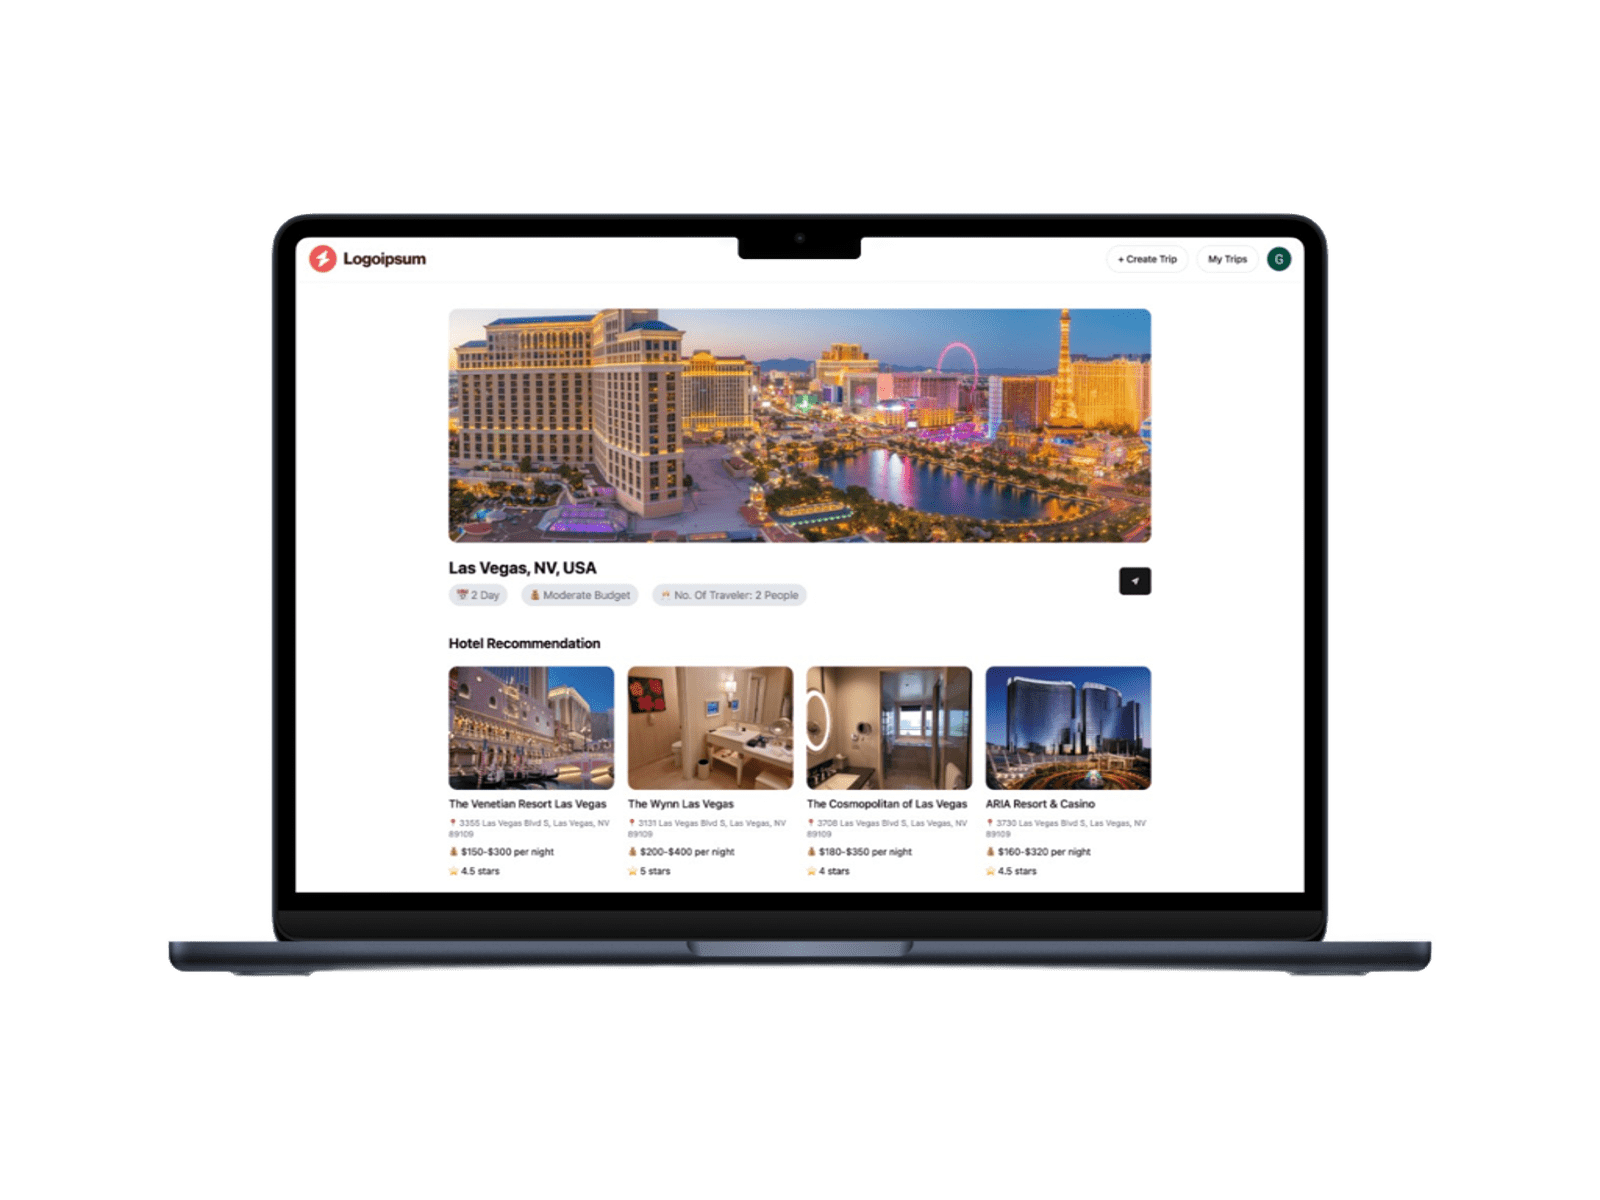 Logoipsum
+ Create Trip
My Trips
G
Las Vegas, NV, USA
2 Day
Moderate Budget
No. Of Traveler: 2 People
Hotel Recommendation
The Venetian Resort Las Vegas
3355 Las Vegas Blvd S, Las Vegas, NV
89109
$150-$300 per night
4.5 stars
The Wynn Las Vegas
3131 Las Vegas Blvd S, Las Vegas, NV
89109
$200-$400 per night
5 stars
The Cosmopolitan of Las Vegas
3708 Las Vegas Blvd S, Las Vegas, NV
89109
$180-$350 per night
4 stars
ARIA Resort & Casino
3730 Las Vegas Blvd S, Las Vegas, NV
89109
$160-$320 per night
4.5 stars